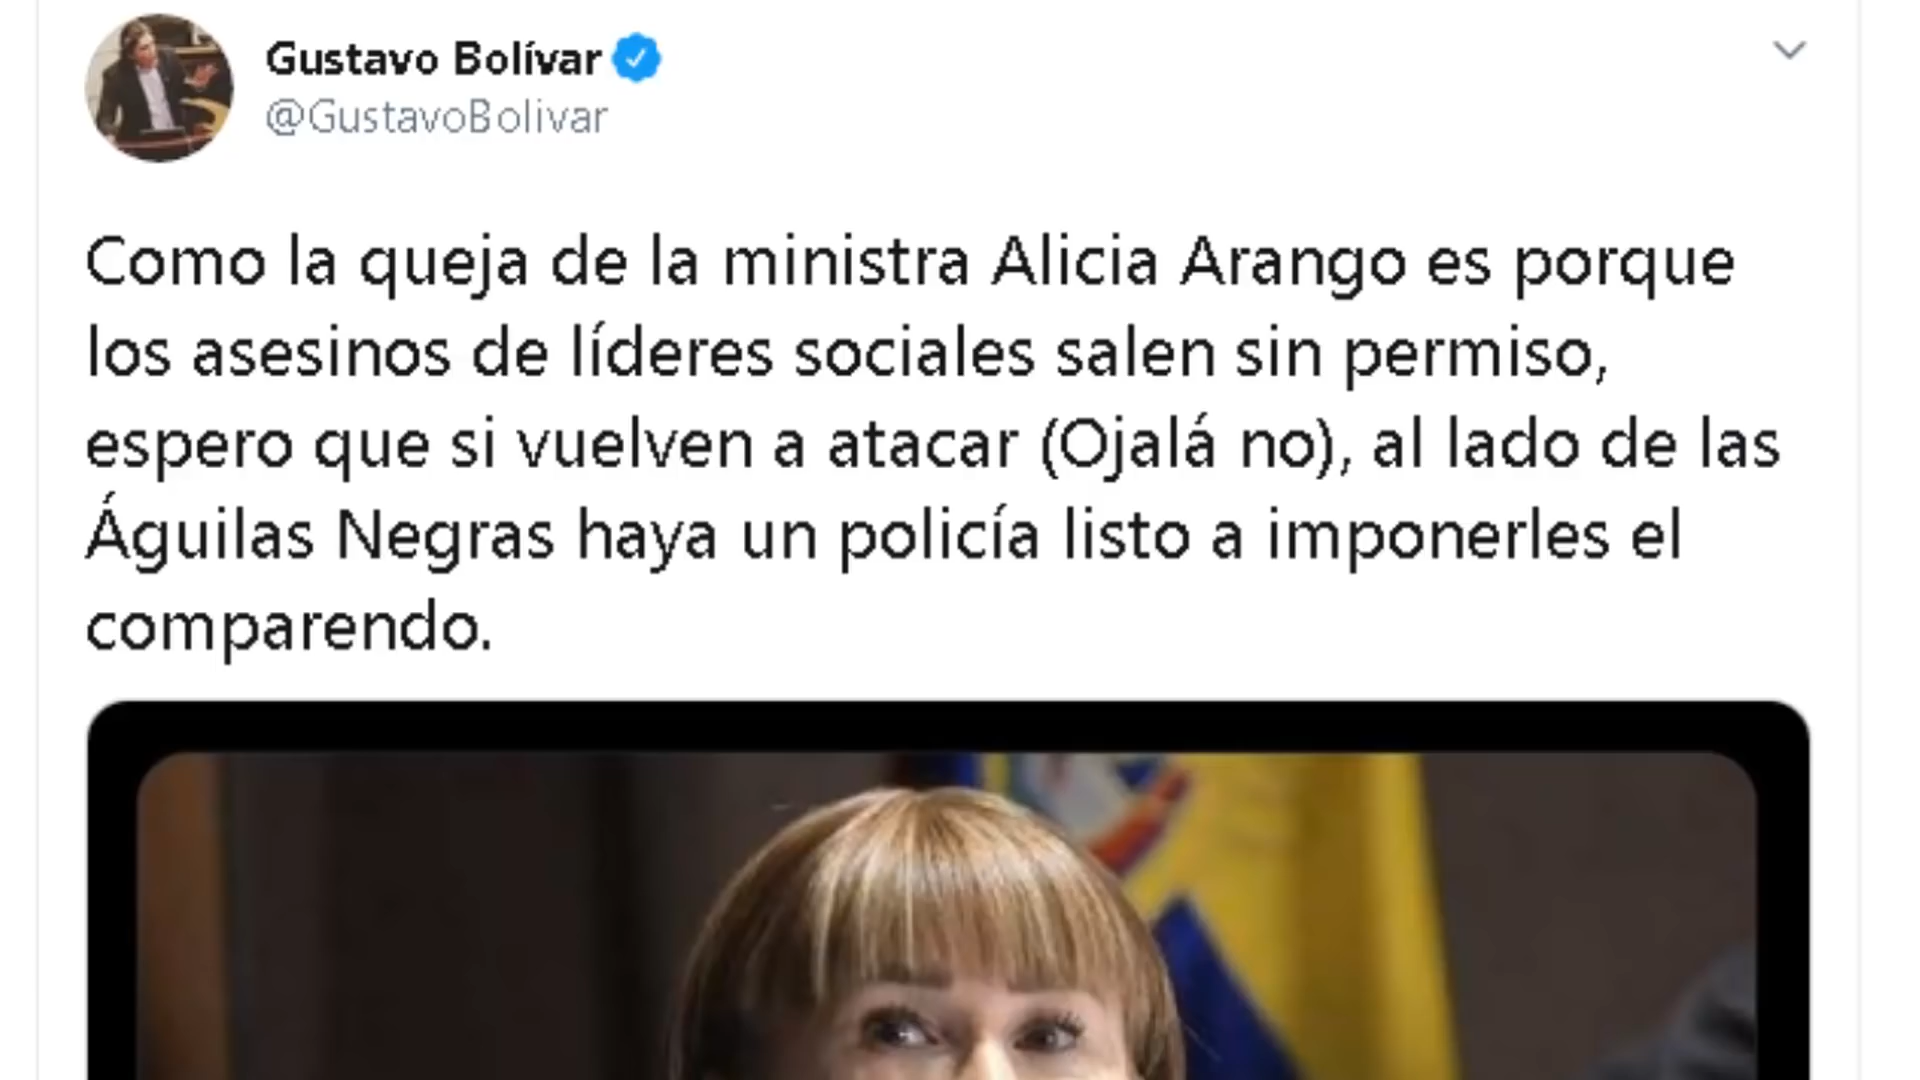 Gustavo Bolívar
@GustavoBolivar
Como la queja de la ministra Alicia Arango es porque
los asesinos de líderes sociales salen sin permiso,
espero que si vuelven a atacar (Ojalá no), al lado de las
Águilas Negras haya un policía listo a imponerles el
comparendo.